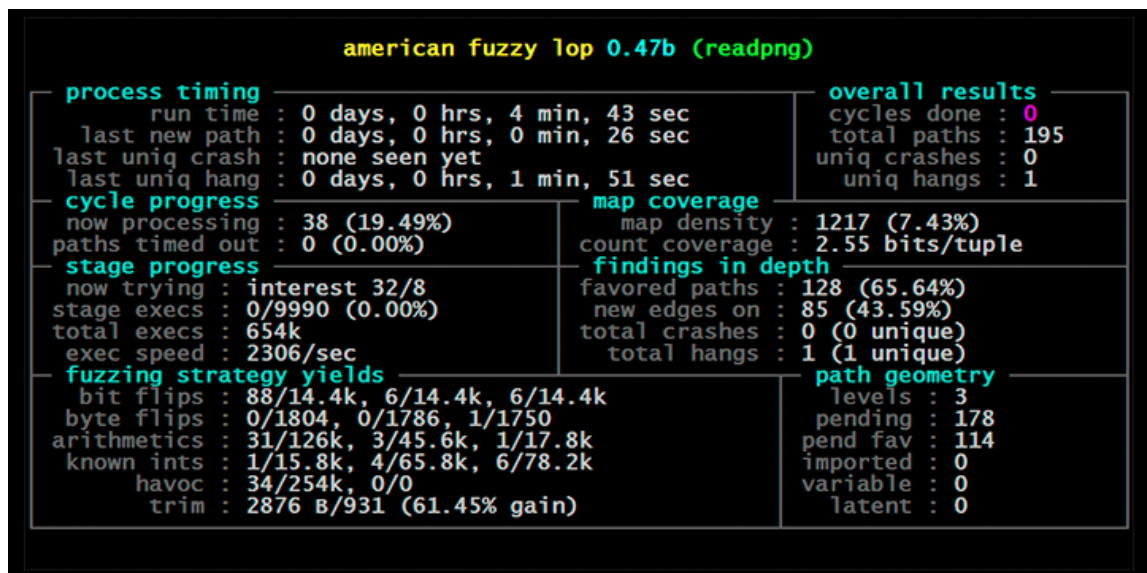 american fuzzy lop 0.47b (readpng)
process timing
run time : 0 days, 0 hrs, 4 min, 43 sec
last new path : 0 days, 0 hrs, 0 min, 26 sec
last uniq crash : none seen yet
last uniq hang : 0 days, 0 hrs, 1 min, 51 sec
overall results
cycles done : 0
total paths : 195
uniq crashes : 0
uniq hangs : 1
cycle progress
now processing : 38 (19.49%)
paths timed out : 0 (0.00%)
map coverage
map density : 1217 (7.43%)
count coverage : 2.55 bits/tuple
stage progress
now trying : interest 32/8
stage execs : 0/9990 (0.00%)
total execs : 654k
exec speed : 2306/sec
findings in depth
favored paths : 128 (65.64%)
new edges on : 85 (43.59%)
total crashes : 0 (0 unique)
total hangs : 1 (1 unique)
fuzzing strategy yields
bit flips : 88/14.4k, 6/14.4k, 6/14.4k
byte flips : 0/1804, 0/1786, 1/1750
arithmetics : 31/126k, 3/45.6k, 1/17.8k
known ints : 1/15.8k, 4/65.8k, 6/78.2k
havoc : 34/254k, 0/0
trim : 2876 B/931 (61.45% gain)
path geometry
levels : 3
pending : 178
pend fav : 114
imported : 0
variable : 0
latent : 0